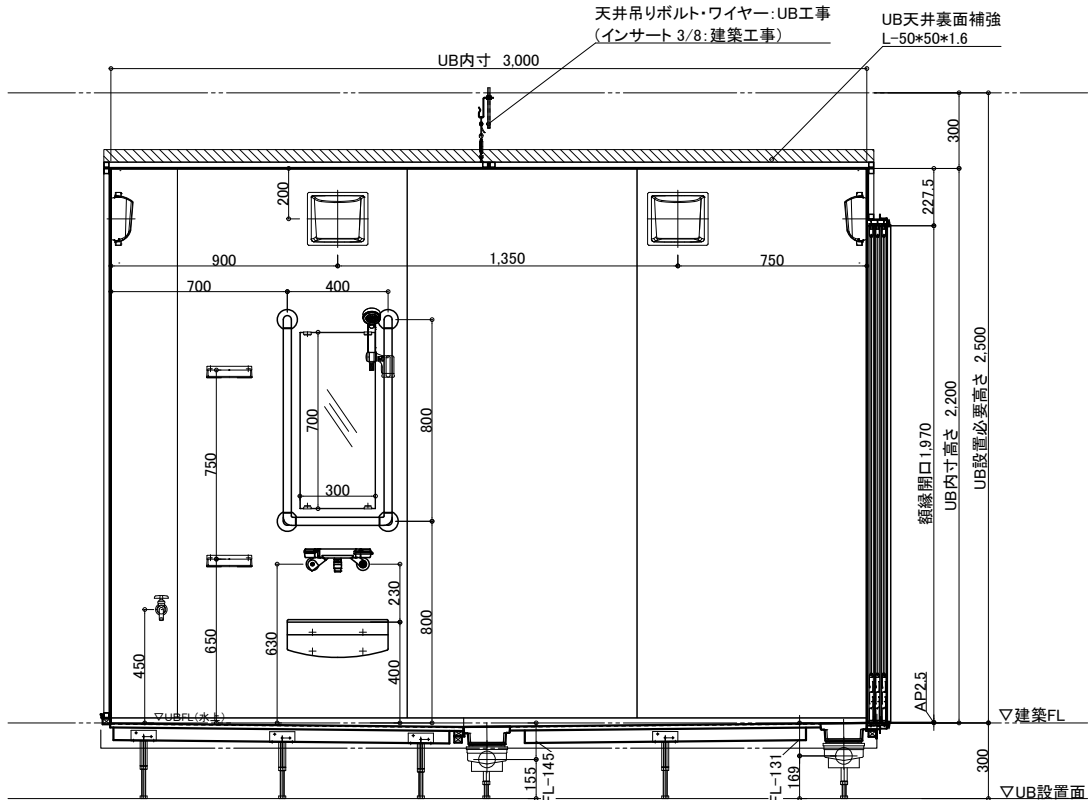 天井吊りボルト・ワイヤー：UB工事
(インサート 3/8：建築工事)
UB天井裏面補強
L-50*50*1.6
UB内寸 3,000
300
200
227.5
900
1,350
750
700
400
UB設置必要高さ 2,500
UB内寸高さ 2,200
額縁開口1,970
700
800
750
300
230
800
630
650
450
400
AP2.5
▽UBFL(水上)
▽建築FL
155
FL-145
FL-131
169
300
▽UB設置面